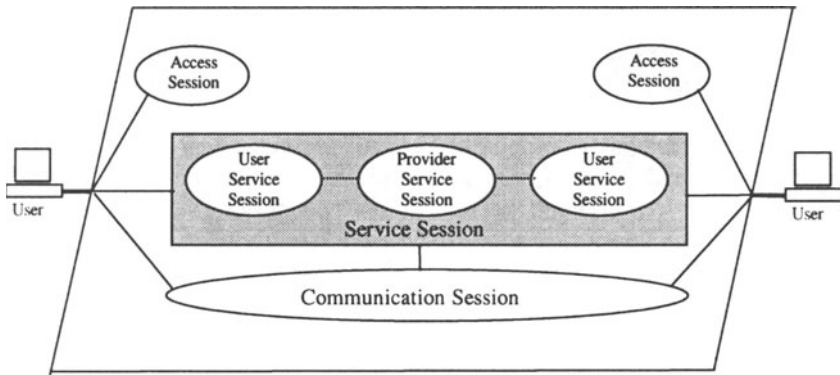 Access
Session
Access
Session
User
Service
Session
Provider
Service
Session
User
Service
Session
User
User
Service Session
Communication Session